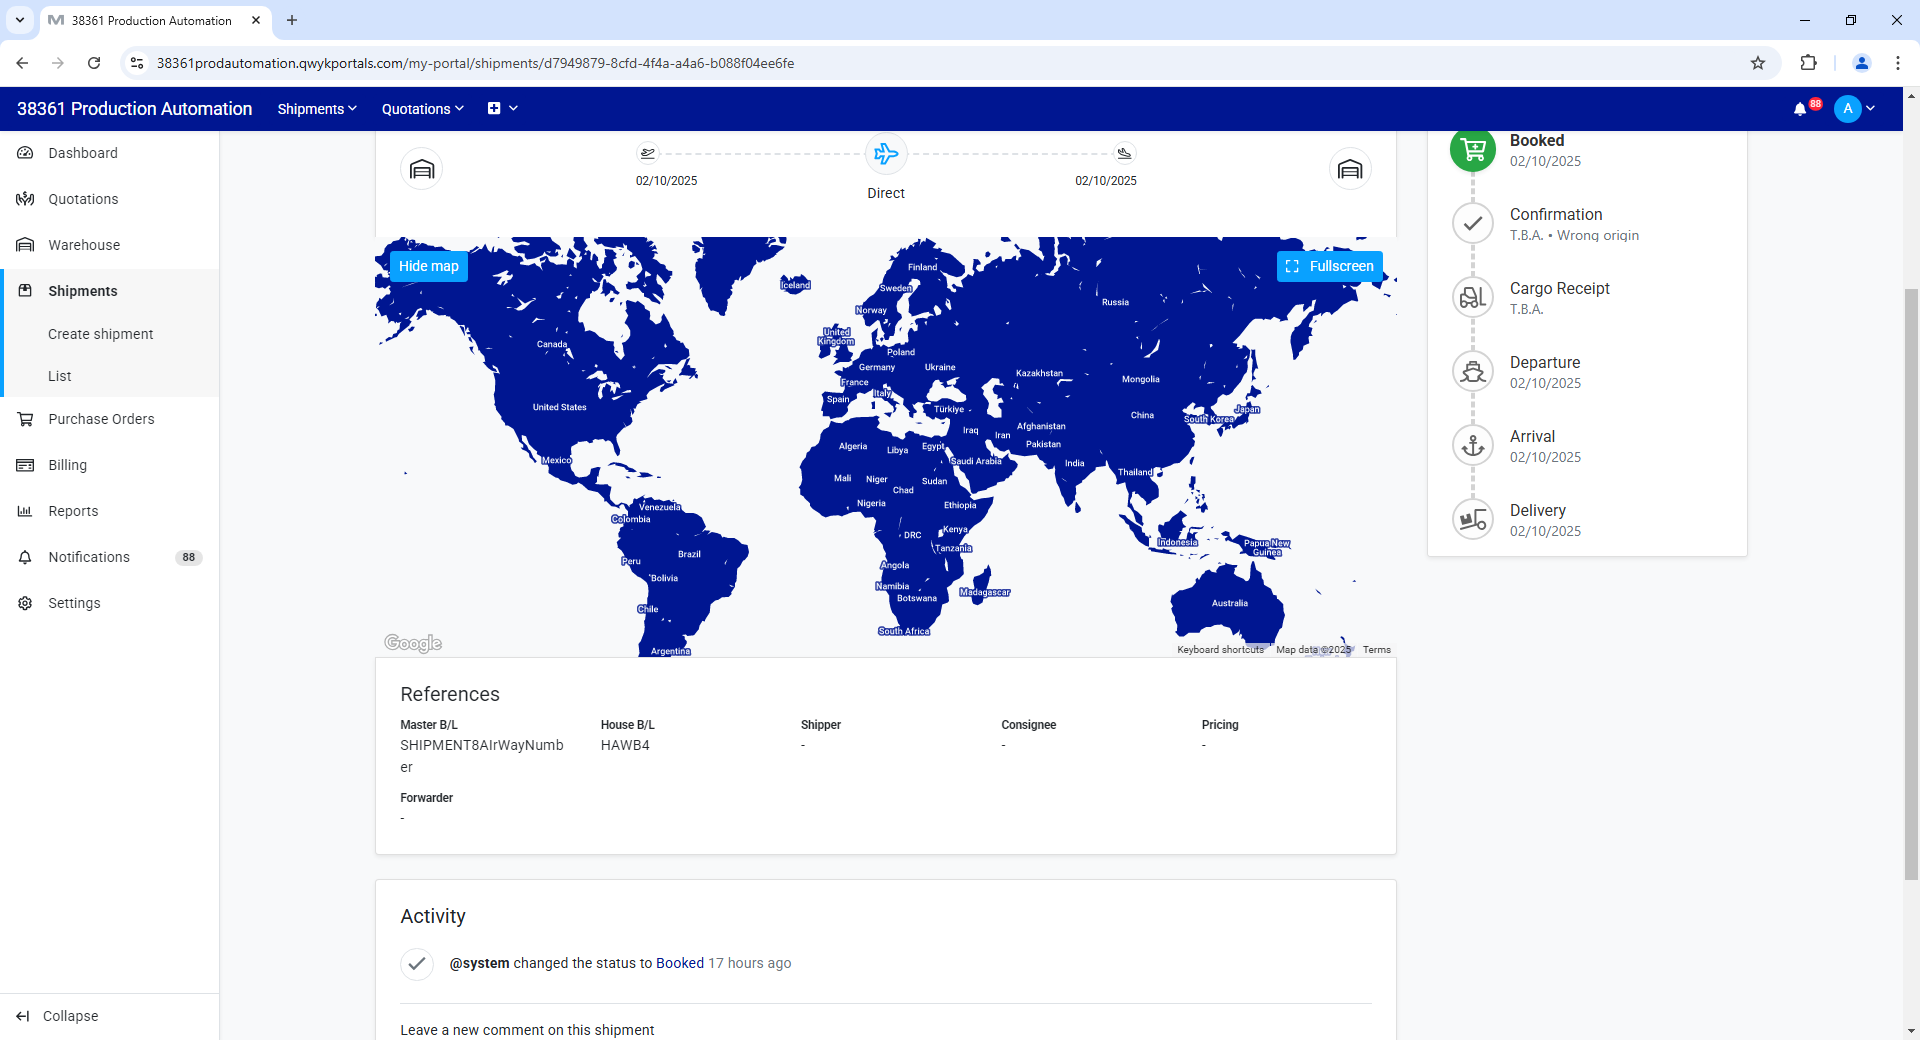 38361 Production Automation
38361prodautomation.qwykportals.com/my-portal/shipments/d7949879-8cfd-4f4a-a4a6-b088f04ee6fe
38361 Production Automation
Shipments
Quotations
88
A
Dashboard
Quotations
Warehouse
Shipments
Create shipment
List
Purchase Orders
Billing
Reports
Notifications
88
Settings
Collapse
02/10/2025
Direct
02/10/2025
Hide map
Fullscreen
Finland
Iceland
Sweden
Russia
Norway
United
Kingdom
Canada
Poland
Germany
Ukraine
Kazakhstan
Mongolia
France
Italy
Spain
United States
Türkiye
China
Japan
South Korea
Iraq
Iran
Afghanistan
Pakistan
Algeria
Libya
Egypt
Saudi Arabia
India
Mexico
Thailand
Mali
Niger
Chad
Sudan
Nigeria
Ethiopia
Venezuela
Colombia
DRC
Kenya
Tanzania
Indonesia
Papua New
Guinea
Brazil
Peru
Bolivia
Angola
Namibia
Botswana
Madagascar
Chile
Australia
South Africa
Argentina
Google
Keyboard shortcuts
Map data ©2025
Terms
References
Master B/L
SHIPMENT8AIrWayNumb
er
House B/L
HAWB4
Shipper
-
Consignee
-
Pricing
-
Forwarder
-
Activity
@system changed the status to Booked 17 hours ago
Leave a new comment on this shipment
Booked
02/10/2025
Confirmation
T.B.A. • Wrong origin
Cargo Receipt
T.B.A.
Departure
02/10/2025
Arrival
02/10/2025
Delivery
02/10/2025